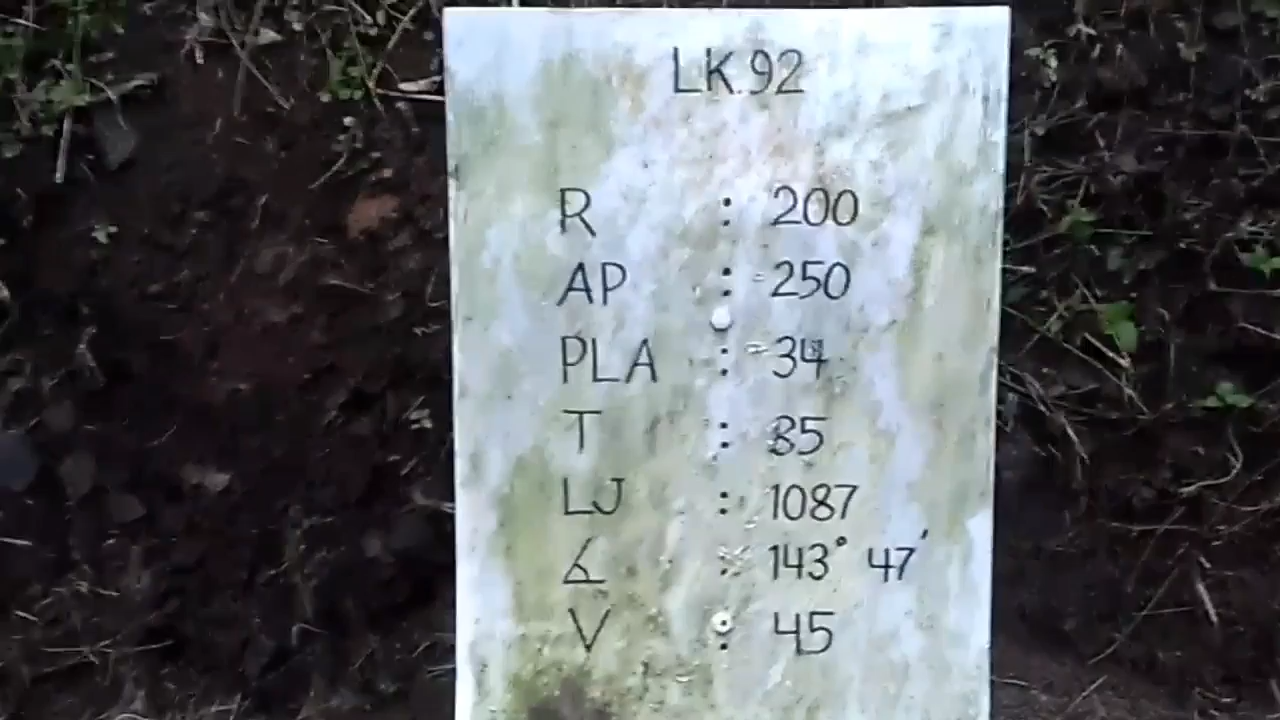 LK.92
R : 200
AP : 250
PLA : 34
T : 85
LJ : 1087
∡ : 143° 47'
V : 45